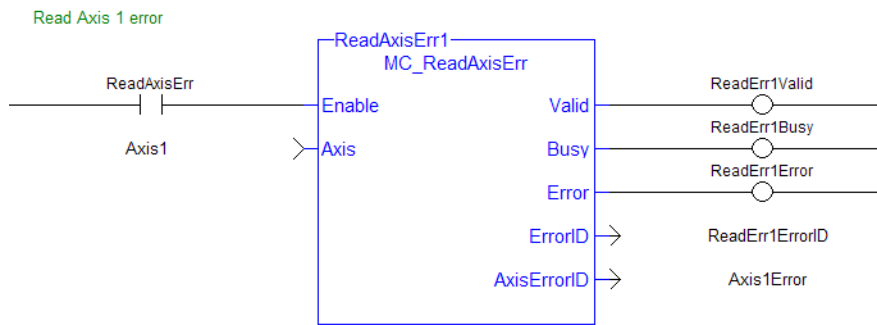 Read Axis 1 error
ReadAxisErr1
MC_ReadAxisErr
ReadAxisErr
Enable
Valid
ReadErr1Valid
Axis1
Axis
Busy
ReadErr1Busy
Error
ReadErr1Error
ErrorID
ReadErr1ErrorID
AxisErrorID
Axis1Error